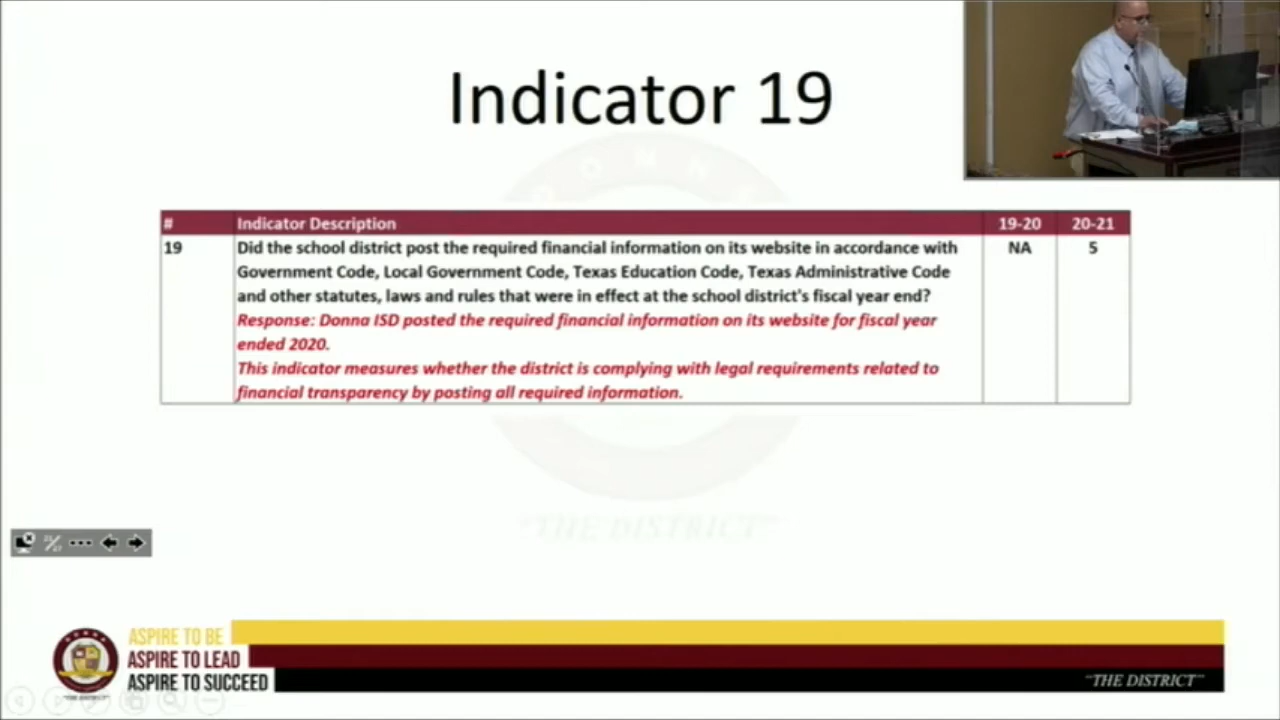 Indicator 19
# Indicator Description 19-20 20-21
19 Did the school district post the required financial information on its website in accordance with NA 5
Government Code, Local Government Code, Texas Education Code, Texas Administrative Code
and other statutes, laws and rules that were in effect at the school district's fiscal year end?
Response: Donna ISD posted the required financial information on its website for fiscal year
ended 2020.
This indicator measures whether the district is complying with legal requirements related to
financial transparency by posting all required information.
"THE DISTRICT"
ASPIRE TO BE
ASPIRE TO LEAD
ASPIRE TO SUCCEED
"THE DISTRICT"
DONNA
"THE DISTRICT"